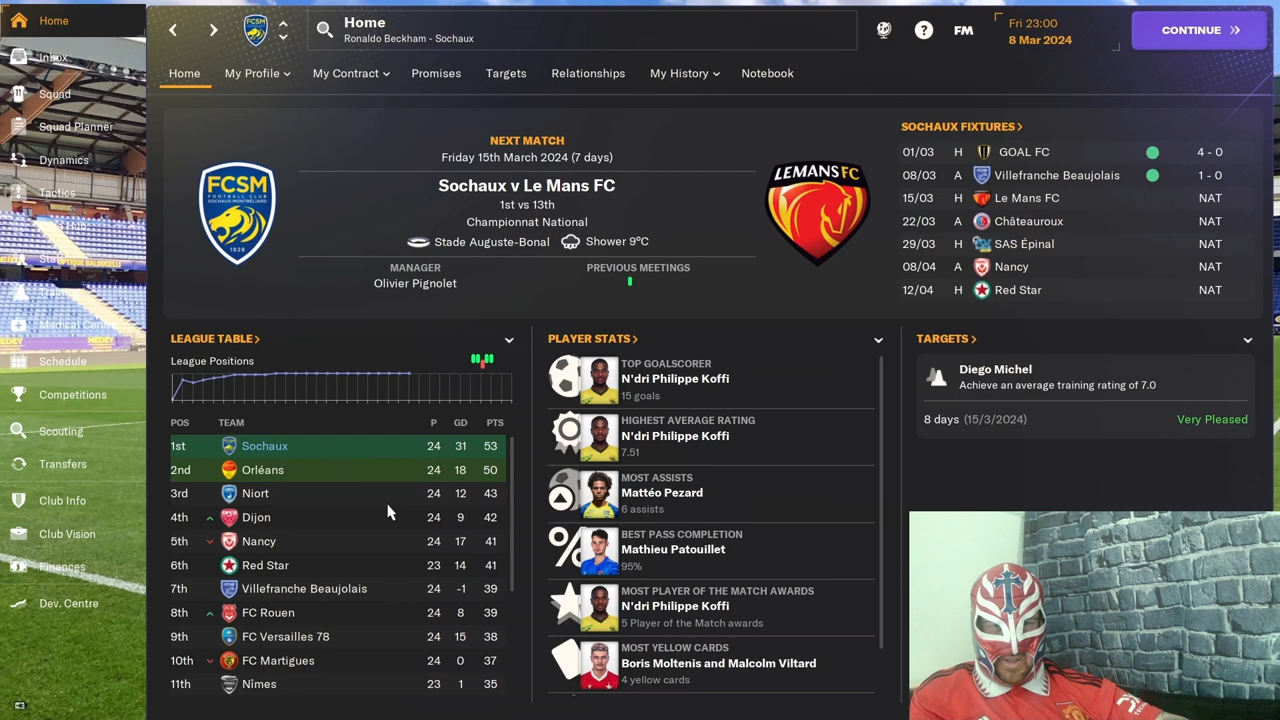 Home
Inbox
Squad
Squad Planner
Dynamics
Tactics
Medical Centre
Schedule
Competitions
Scouting
Transfers
Club Info
Club Vision
Finances
Dev. Centre
FCSM
Home
Ronaldo Beckham - Sochaux
?
FM
Fri 23:00
8 Mar 2024
CONTINUE
Home
My Profile
My Contract
Promises
Targets
Relationships
My History
Notebook
FCSM
FOOTBALL CLUB
SOCHAUX-MONTBÉLIARD
1928
NEXT MATCH
Friday 15th March 2024 (7 days)
Sochaux v Le Mans FC
1st vs 13th
Championnat National
Stade Auguste-Bonal
Shower 9°C
MANAGER
Olivier Pignolet
PREVIOUS MEETINGS
LEMANS FC
SOCHAUX FIXTURES >
01/03 H GOAL FC 4 - 0
08/03 A Villefranche Beaujolais 1 - 0
15/03 H Le Mans FC NAT
22/03 A Châteauroux NAT
29/03 H SAS Épinal NAT
08/04 A Nancy NAT
12/04 H Red Star NAT
LEAGUE TABLE >
League Positions
POS TEAM P GD PTS
1st Sochaux 24 31 53
2nd Orléans 24 18 50
3rd Niort 24 12 43
4th Dijon 24 9 42
5th Nancy 24 17 41
6th Red Star 23 14 41
7th Villefranche Beaujolais 24 -1 39
8th FC Rouen 24 8 39
9th FC Versailles 78 24 15 38
10th FC Martigues 24 0 37
11th Nîmes 23 1 35
PLAYER STATS >
TOP GOALSCORER
N'dri Philippe Koffi
15 goals
HIGHEST AVERAGE RATING
N'dri Philippe Koffi
7.51
MOST ASSISTS
Mattéo Pezard
6 assists
BEST PASS COMPLETION
Mathieu Patouillet
95%
MOST PLAYER OF THE MATCH AWARDS
N'dri Philippe Koffi
5 Player of the Match awards
MOST YELLOW CARDS
Boris Moltenis and Malcolm Viltard
4 yellow cards
TARGETS >
Diego Michel
Achieve an average training rating of 7.0
8 days (15/3/2024) Very Pleased